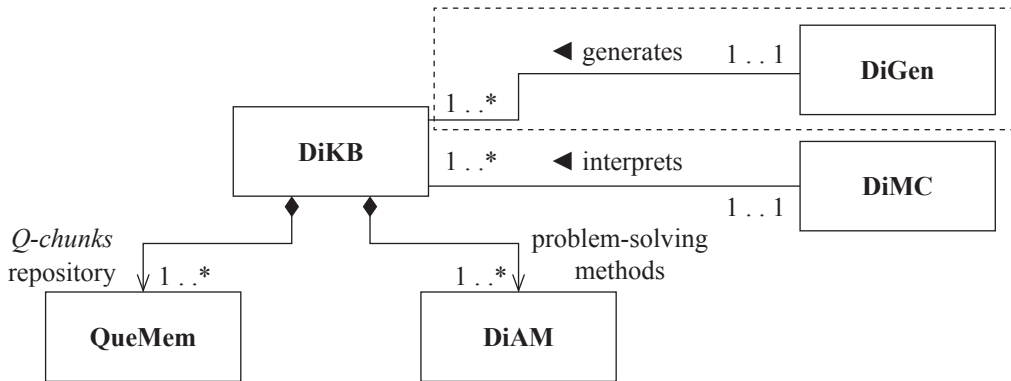 ◄ generates
1 . . 1
DiGen
1 . .*
DiKB
1 . .*
◄ interprets
DiMC
1 . . 1
Q-chunks
repository
1 . .*
problem-solving
methods
1 . .*
QueMem
DiAM